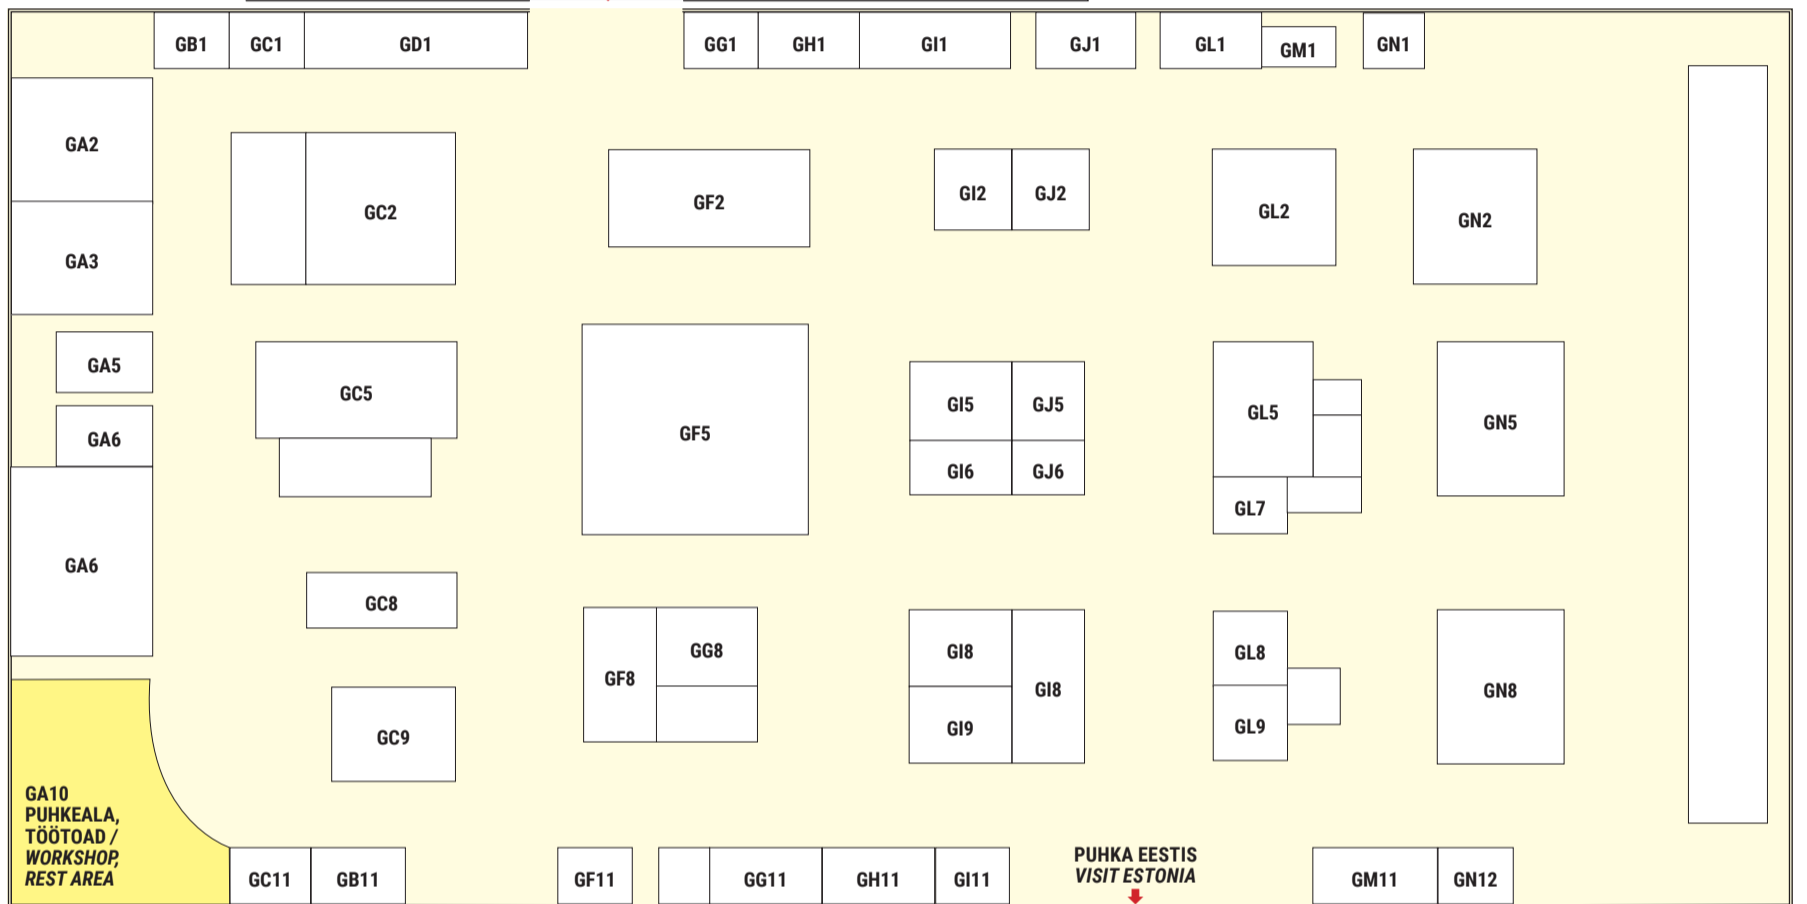 GB1
GC1
GD1
GG1
GH1
GI1
GJ1
GL1
GM1
GN1
GA2
GC2
GF2
GI2
GJ2
GL2
GN2
GA3
GA5
GC5
GF5
GI5
GJ5
GL5
GN5
GA6
GI6
GJ6
GL7
GA6
GC8
GF8
GG8
GI8
GI8
GL8
GN8
GC9
GI9
GL9
GA10
PUHKEALA,
TÖÖTOAD /
WORKSHOP,
REST AREA
GC11
GB11
GF11
GG11
GH11
GI11
PUHKA EESTIS
VISIT ESTONIA
GM11
GN12